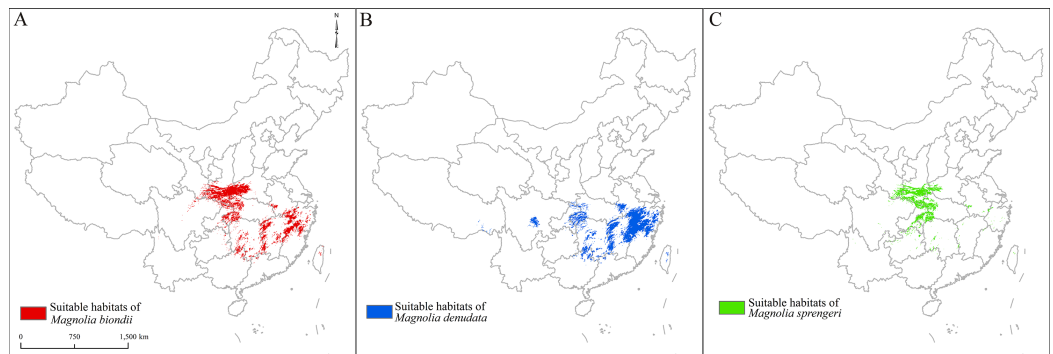 A
N
B
C
Suitable habitats of
Magnolia biondii
0 750 1,500 km
Suitable habitats of
Magnolia denudata
Suitable habitats of
Magnolia sprengeri